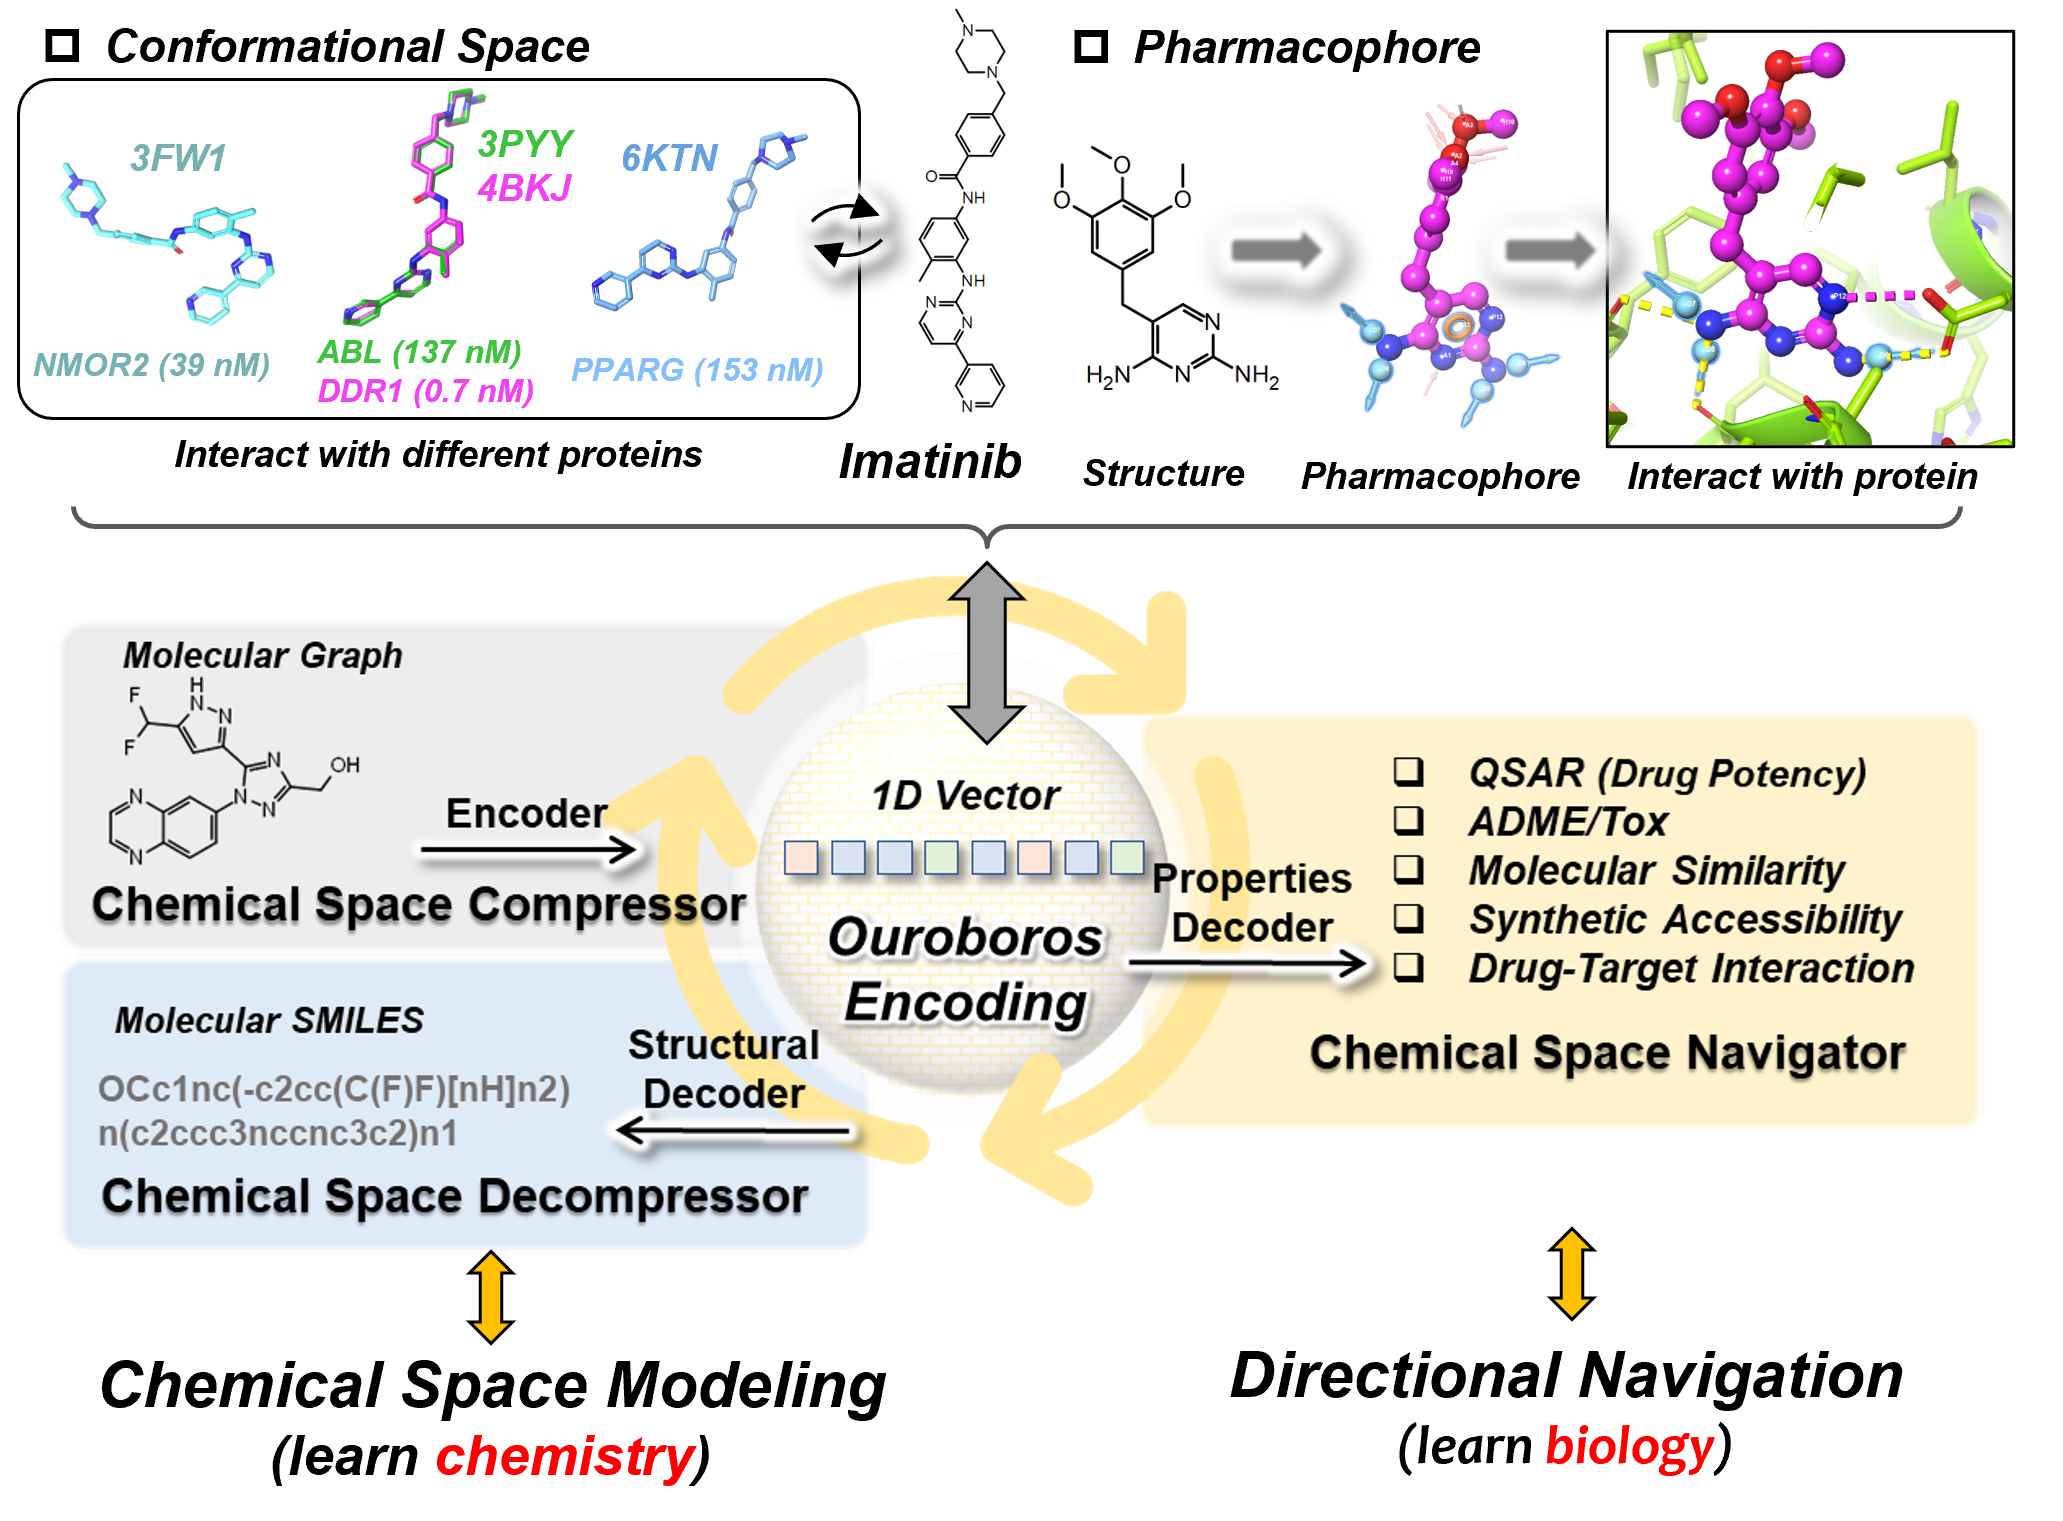 Conformational Space
3FW1
3PYY
4BKJ
6KTN
NMOR2 (39 nM)
ABL (137 nM)
DDR1 (0.7 nM)
PPARG (153 nM)
Interact with different proteins
N
N
O
NH
NH
N
N
N
Imatinib
Pharmacophore
O
O
O
N
H₂N
N
NH₂
Structure
Pharmacophore
P12
Interact with protein
Molecular Graph
H
F
N
N
F
N
OH
N
N
N
N
Encoder
Chemical Space Compressor
1D Vector
Ouroboros
Encoding
Properties
Decoder
QSAR (Drug Potency)
ADME/Tox
Molecular Similarity
Synthetic Accessibility
Drug-Target Interaction
Chemical Space Navigator
Molecular SMILES
OCc1nc(-c2cc(C(F)F)[nH]n2)
n(c2ccc3nccnc3c2)n1
Structural
Decoder
Chemical Space Decompressor
Chemical Space Modeling
(learn chemistry)
Directional Navigation
(learn biology)